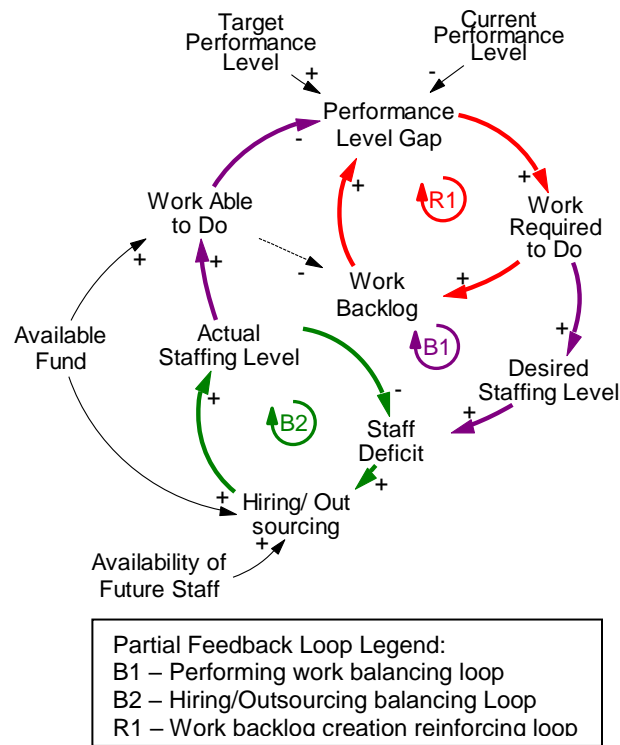 Target
Performance
Level
Current
Performance
Level
+
-
Performance
Level Gap
-
+
R1
+
Work Able
to Do
Work
Required
to Do
+
+
-
Work
Backlog
+
Available
Fund
Actual
Staffing Level
B1
+
Desired
Staffing Level
-
+
B2
Staff
Deficit
+
+
+
Hiring/ Out
sourcing
+
Availability of
Future Staff
Partial Feedback Loop Legend:
B1 – Performing work balancing loop
B2 – Hiring/Outsourcing balancing Loop
R1 – Work backlog creation reinforcing loop